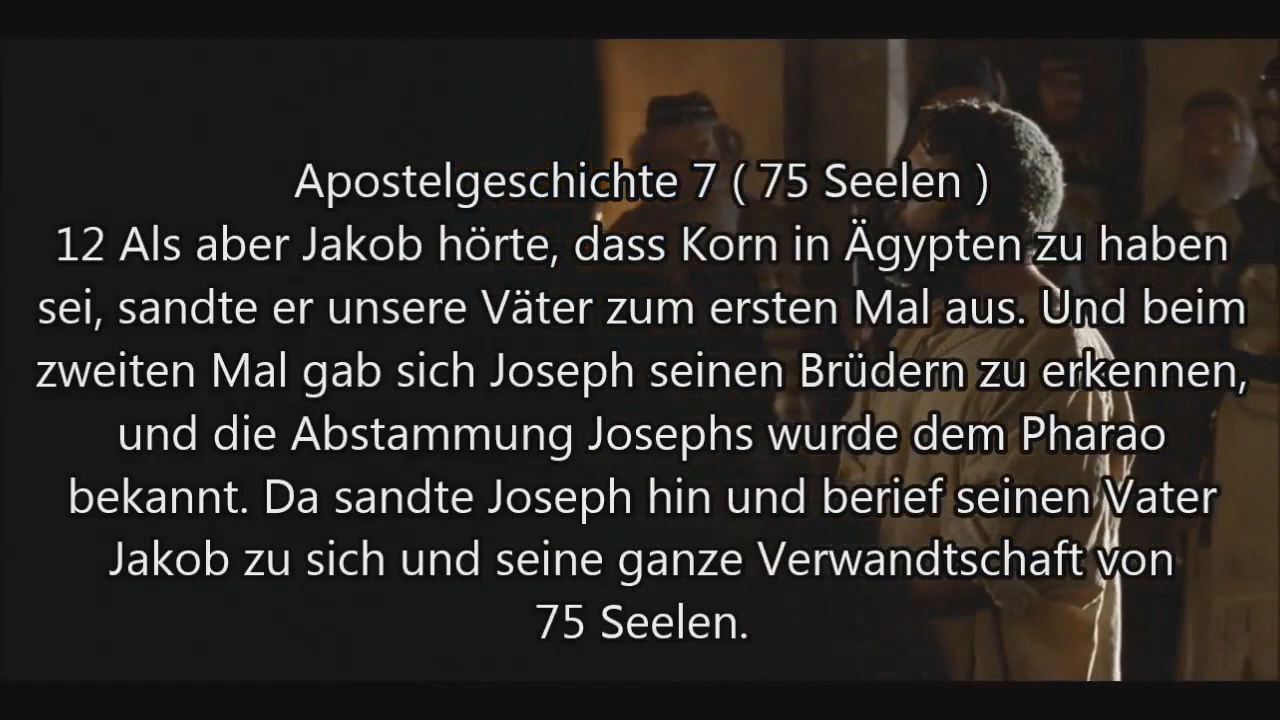 Apostelgeschichte 7 ( 75 Seelen )
12 Als aber Jakob hörte, dass Korn in Ägypten zu haben
sei, sandte er unsere Väter zum ersten Mal aus. Und beim
zweiten Mal gab sich Joseph seinen Brüdern zu erkennen,
und die Abstammung Josephs wurde dem Pharao
bekannt. Da sandte Joseph hin und berief seinen Vater
Jakob zu sich und seine ganze Verwandtschaft von
75 Seelen.